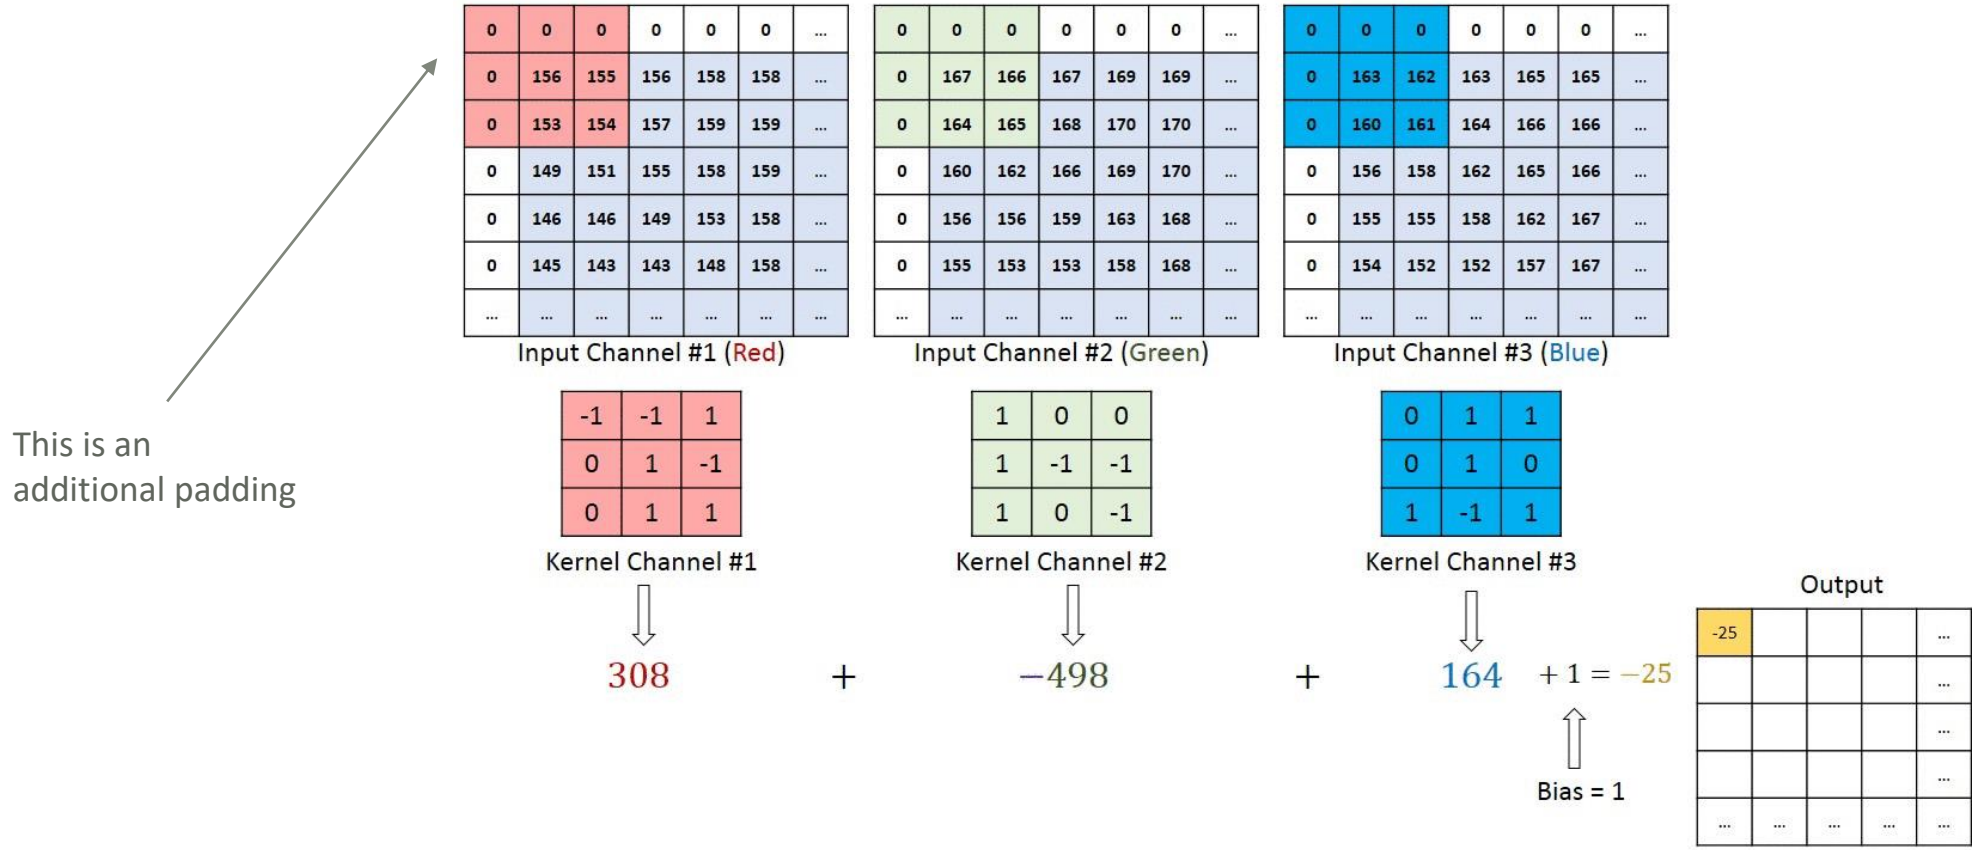 0 0 0 0 0 0 ...
0 156 155 156 158 158 ...
0 153 154 157 159 159 ...
0 149 151 155 158 159 ...
0 146 146 149 153 158 ...
0 145 143 143 148 158 ...
... ... ... ... ... ... ...
Input Channel #1 (Red)
0 0 0 0 0 0 ...
0 167 166 167 169 169 ...
0 164 165 168 170 170 ...
0 160 162 166 169 170 ...
0 156 156 159 163 168 ...
0 155 153 153 158 168 ...
... ... ... ... ... ... ...
Input Channel #2 (Green)
0 0 0 0 0 0 ...
0 163 162 163 165 165 ...
0 160 161 164 166 166 ...
0 156 158 162 165 166 ...
0 155 155 158 162 167 ...
0 154 152 152 157 167 ...
... ... ... ... ... ... ...
Input Channel #3 (Blue)
This is an
additional padding
-1 -1 1
0 1 -1
0 1 1
Kernel Channel #1
1 0 0
1 -1 -1
1 0 -1
Kernel Channel #2
0 1 1
0 1 0
1 -1 1
Kernel Channel #3
308 + −498 + 164 + 1 = −25
Bias = 1
Output
-25 ...
...
...
...
... ... ... ... ...